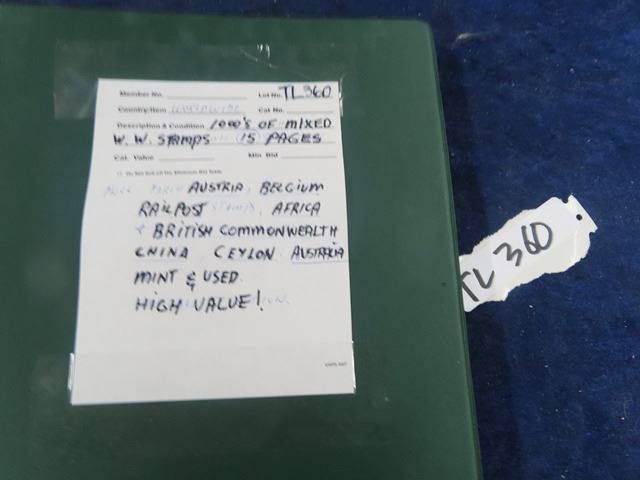 Member No. Lot No. TL360
Country/Item WORLDWIDE Cat No.
Description & Condition 1000'S OF MIXED
W.W. STAMPS 15 PAGES
Cat. Value Min Bid
AUSTRIA, BELGIUM
RAILPOST STAMPS, AFRICA
& BRITISH COMMONWEALTH
CHINA, CEYLON. AUSTRALIA
MINT & USED.
HIGH VALUE!
TL 360